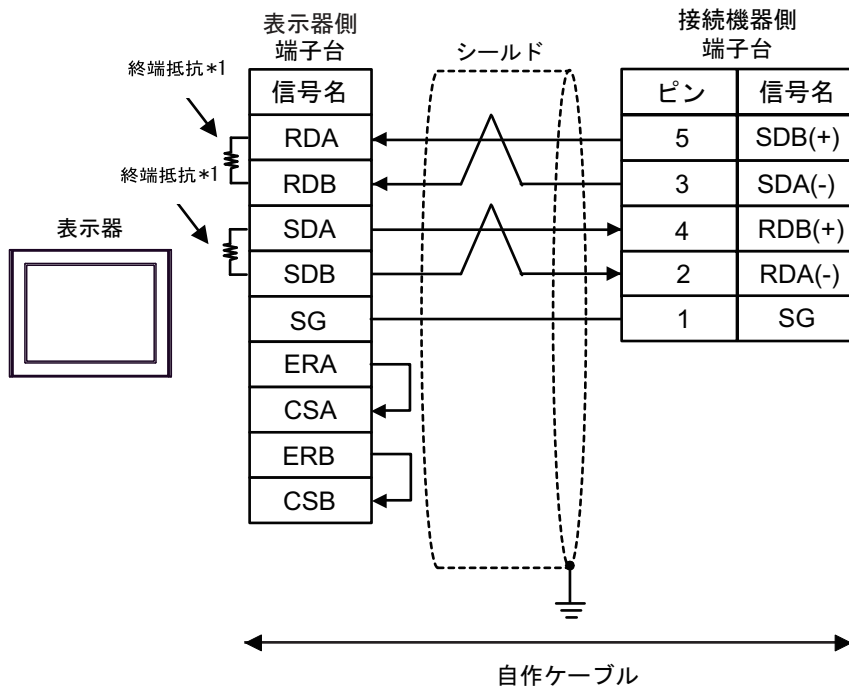 表示器側
端子台
シールド
接続機器側
端子台
終端抵抗*1
信号名
ピン
信号名
RDA
5
SDB(+)
終端抵抗*1
RDB
3
SDA(-)
表示器
SDA
4
RDB(+)
SDB
2
RDA(-)
SG
1
SG
ERA
CSA
ERB
CSB
自作ケーブル